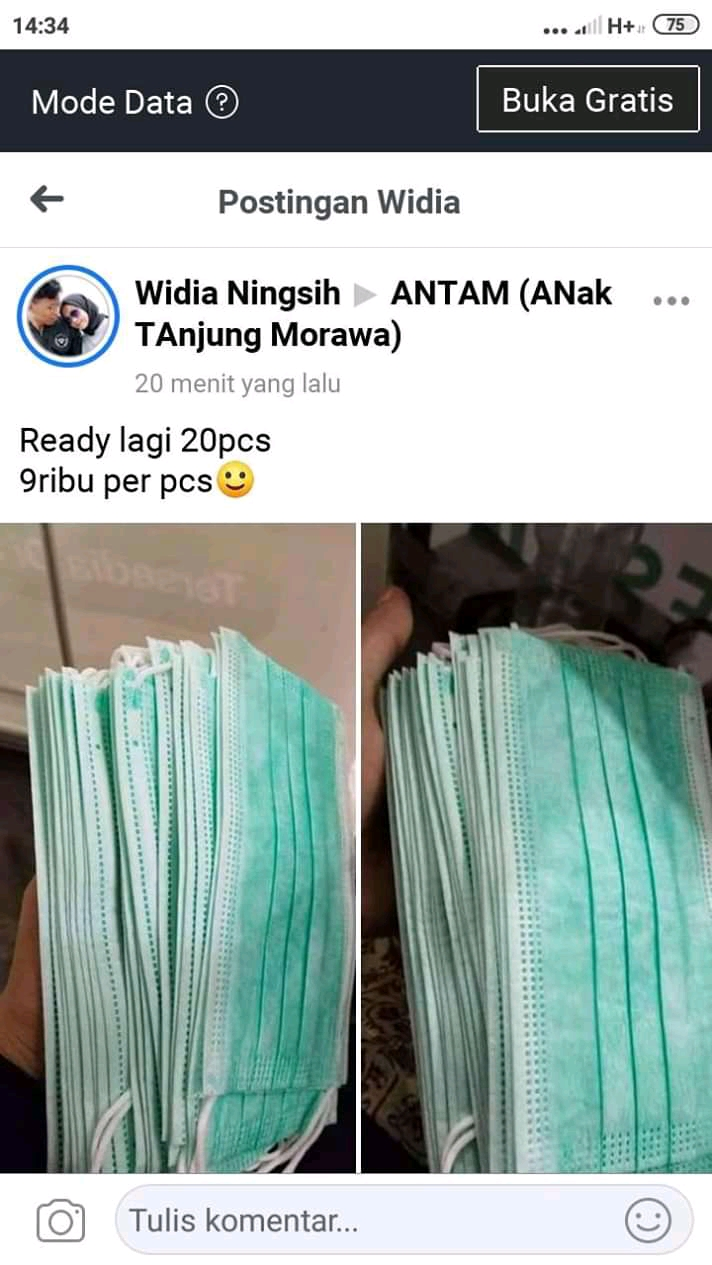 14:34
H+ 75
Mode Data ?
Buka Gratis
Postingan Widia
Widia Ningsih ▶ ANTAM (ANak
TAnjung Morawa)
20 menit yang lalu
Ready lagi 20pcs
9ribu per pcs🙂
Tersedia
Tulis komentar...